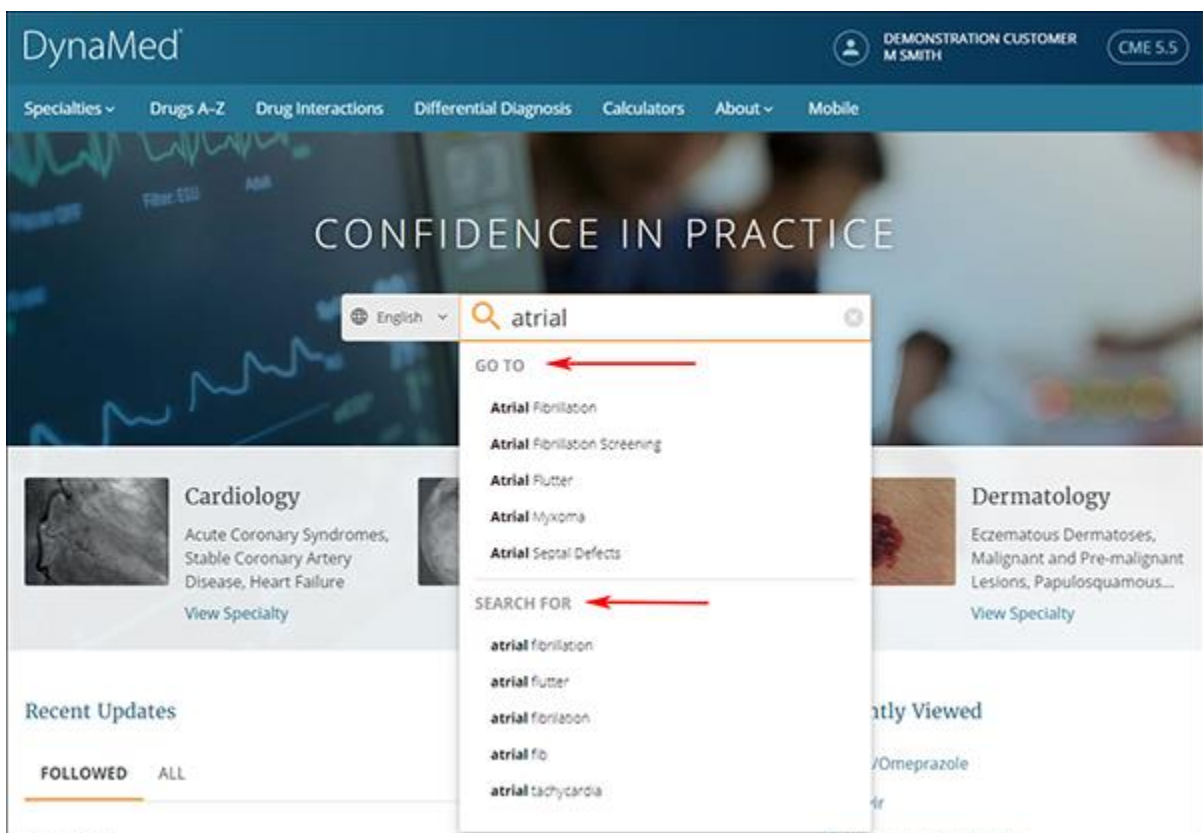 DynaMed
DEMONSTRATION CUSTOMER
M SMITH
CME 5.5
Specialties
Drugs A–Z
Drug Interactions
Differential Diagnosis
Calculators
About
Mobile
CONFIDENCE IN PRACTICE
English
atrial
GO TO
Atrial Fibrillation
Atrial Fibrillation Screening
Atrial Flutter
Atrial Myxoma
Atrial Septal Defects
SEARCH FOR
atrial fibrillation
atrial flutter
atrial fibrilation
atrial fib
atrial tachycardia
Cardiology
Acute Coronary Syndromes,
Stable Coronary Artery
Disease, Heart Failure
View Specialty
Dermatology
Eczematous Dermatoses,
Malignant and Pre-malignant
Lesions, Papulosquamous...
View Specialty
Recent Updates
FOLLOWED
ALL
ntly Viewed
/Omeprazole